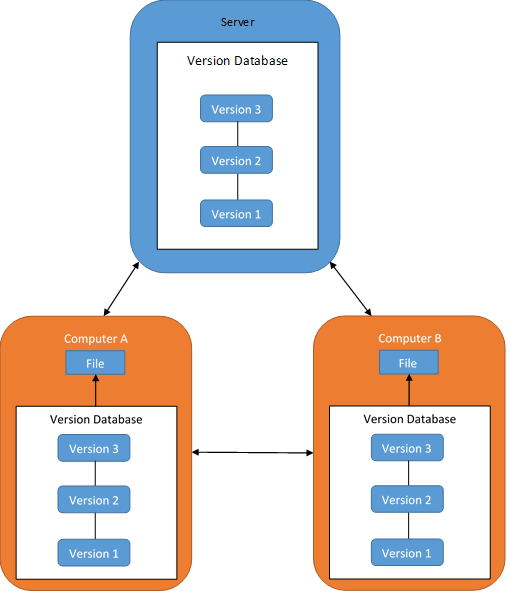 Server
Version Database
Version 3
Version 2
Version 1
Computer A
File
Version Database
Version 3
Version 2
Version 1
Computer B
File
Version Database
Version 3
Version 2
Version 1